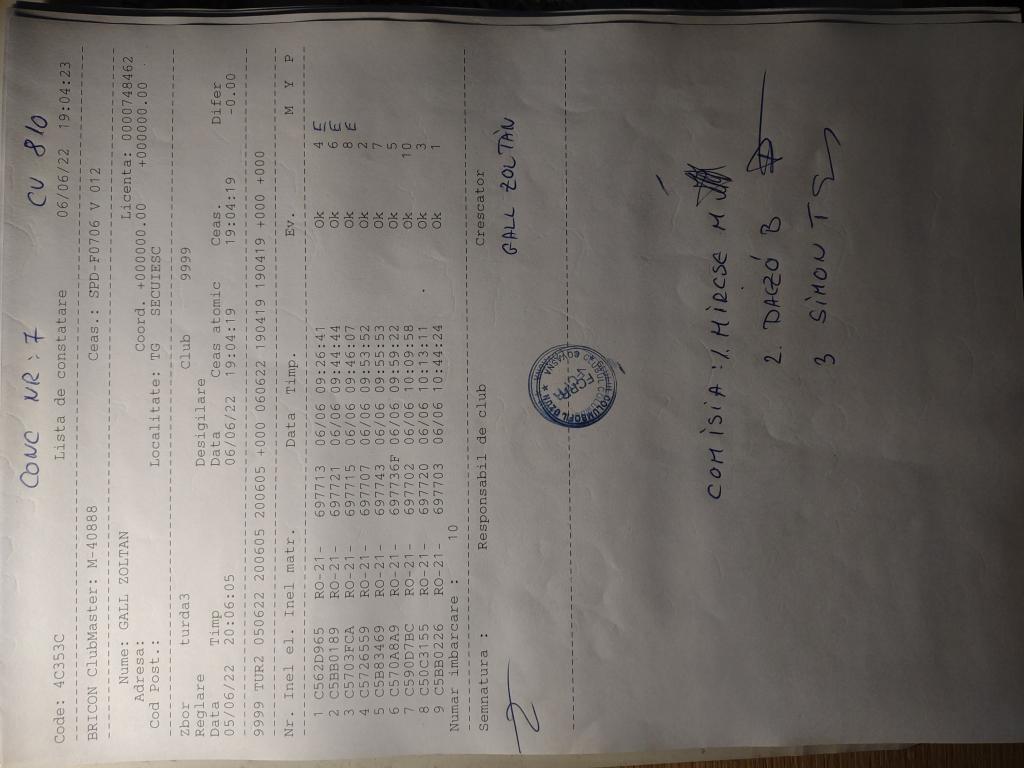 CONC NR: 7 CU 810
Code: 4C353C Lista de constatare 06/06/22 19:04:23
BRICON ClubMaster: M-40888 Ceas.: SPD-F0706 V 012
Nume: GALL ZOLTAN Licenta: 0000748462
Adresa: Coord. +000000.00 +000000.00
Cod Post.: Localitate: TG SECUIESC
Zbor turda3 Club 9999
Reglare Desigilare
Data Timp Data Ceas atomic Ceas. Difer
05/06/22 20:06:05 06/06/22 19:04:19 19:04:19 -0.00
9999 TUR2 050622 200605 200605 +000 060622 190419 190419 +000 +000
Nr. Inel el. Inel matr. Data Timp. Ev. M Y P
1 C562D965 RO-21- 697713 06/06 09:26:41 Ok 4 E
2 C5BB0189 RO-21- 697721 06/06 09:44:44 Ok 6 E
3 C5703FCA RO-21- 697715 06/06 09:46:07 Ok 8 E
4 C5726559 RO-21- 697707 06/06 09:53:52 Ok 2
5 C5B83469 RO-21- 697743 06/06 09:55:53 Ok 7
6 C570A8A9 RO-21- 697736F 06/06 09:59:22 Ok 5
7 C590D7BC RO-21- 697702 06/06 10:09:58 Ok 10
8 C50C3155 RO-21- 697720 06/06 10:13:11 Ok 3
9 C5BB0226 RO-21- 697703 06/06 10:44:24 Ok 1
Numar imbarcare : 10
Semnatura : Responsabil de club Crescator
GALL ZOLTÀN
FCPR
COVASNA
COMISIA : 1. MIRCSE M
2. DACZÓ B
3 SIMON T